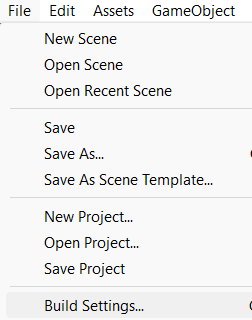 File Edit Assets GameObject
New Scene
Open Scene
Open Recent Scene
Save
Save As...
Save As Scene Template...
New Project...
Open Project...
Save Project
Build Settings...